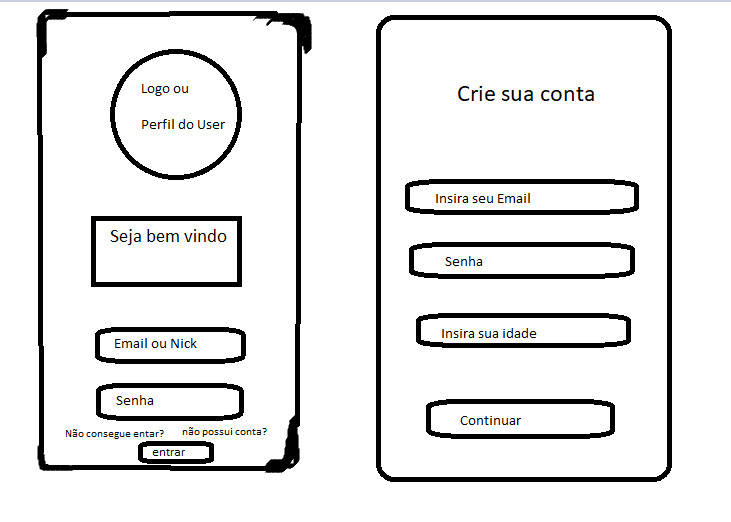 Logo ou
Perfil do User
Seja bem vindo
Email ou Nick
Senha
Não consegue entar?
não possui conta?
entrar
Crie sua conta
Insira seu Email
Senha
Insira sua idade
Continuar